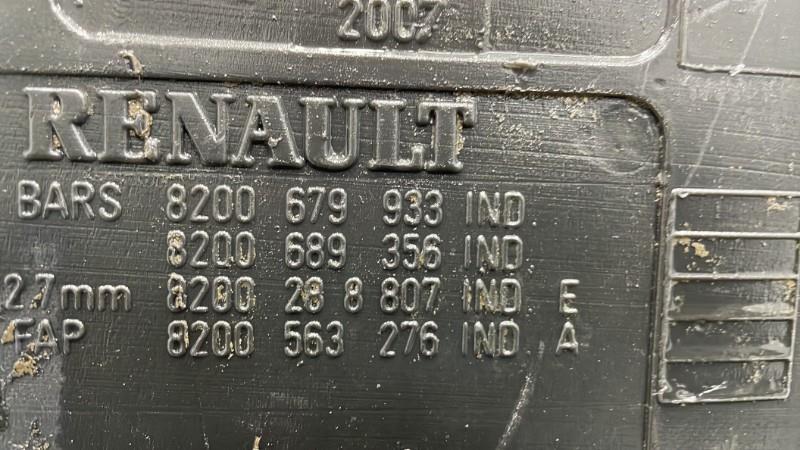 2007
RENAULT
BARS 8200 679 933 IND
8200 689 356 IND
2.7mm 8200 28 8 807 IND E
FAP 8200 563 276 IND. A